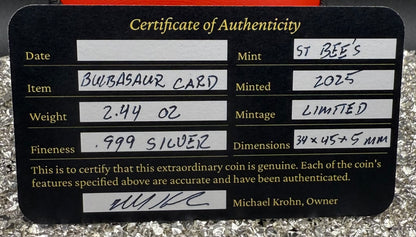 Certificate of Authenticity
Date Mint ST BEE'S
Item BULBASAUR CARD Minted 2025
Weight 2.44 OZ Mintage LIMITED
Fineness .999 SILVER Dimensions 34 x 45 x 5 MM
This is to certify that this extraordinary coin is genuine. Each of the coin's
features specified above are accurate and have been authenticated.
Michael Krohn, Owner